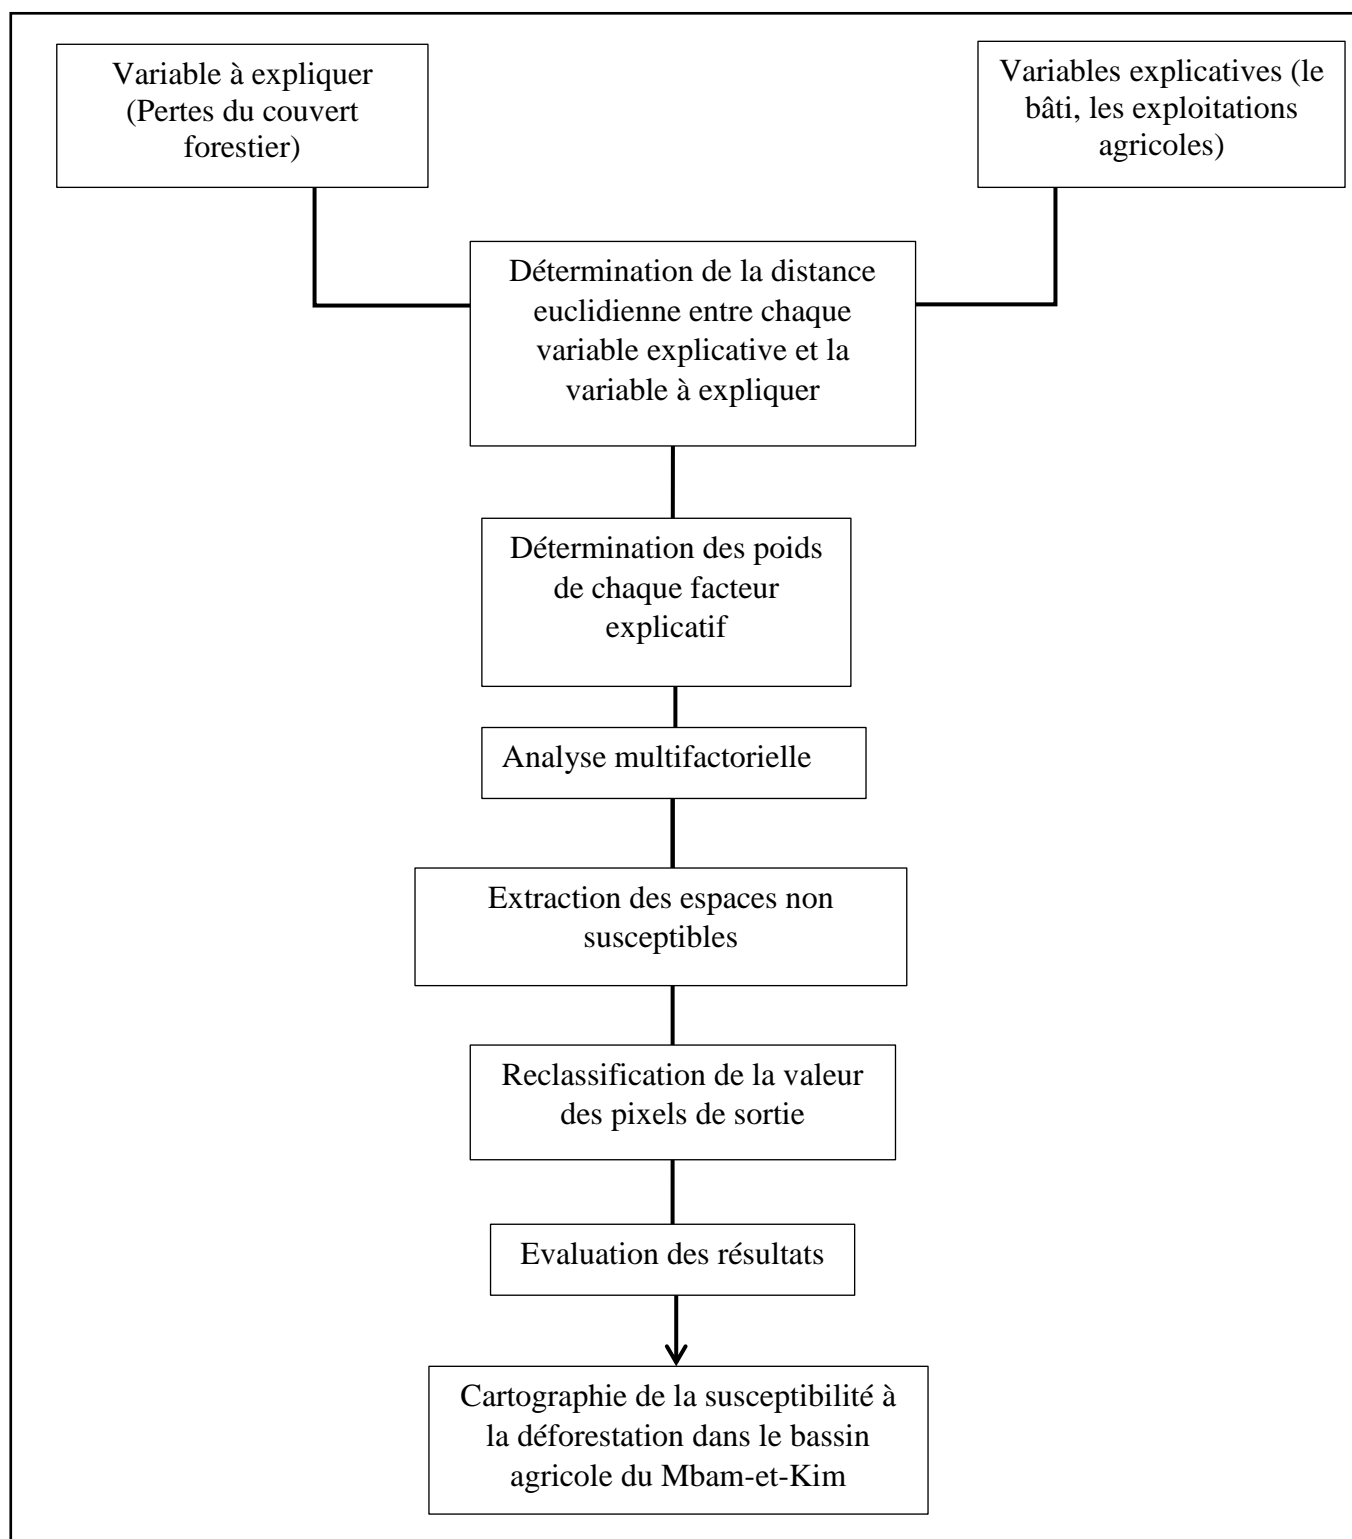 Variable à expliquer
(Pertes du couvert
forestier)
Variables explicatives (le
bâti, les exploitations
agricoles)
Détermination de la distance
euclidienne entre chaque
variable explicative et la
variable à expliquer
Détermination des poids
de chaque facteur
explicatif
Analyse multifactorielle
Extraction des espaces non
susceptibles
Reclassification de la valeur
des pixels de sortie
Evaluation des résultats
Cartographie de la susceptibilité à
la déforestation dans le bassin
agricole du Mbam-et-Kim